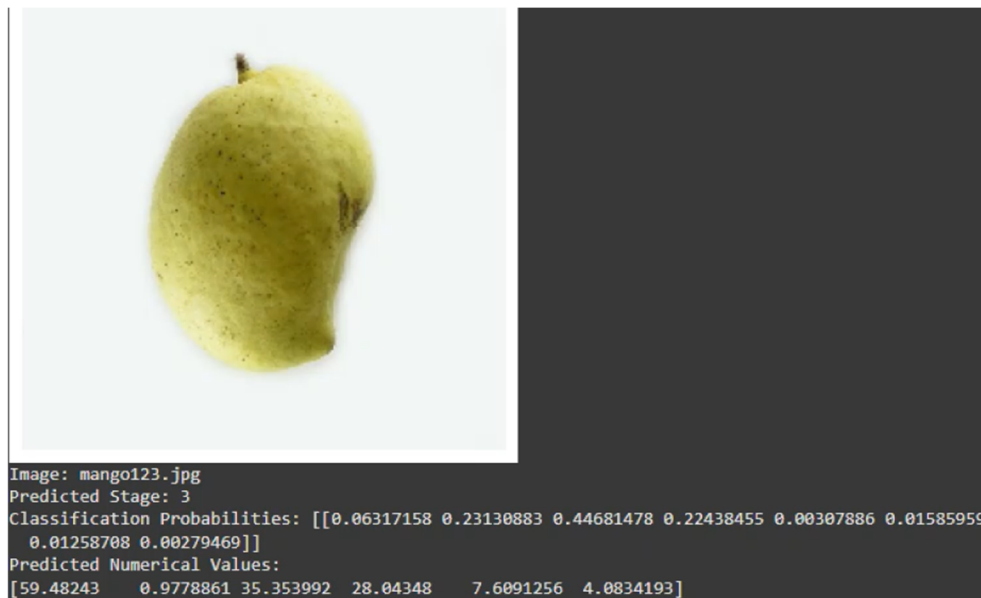 Image: mango123.jpg
Predicted Stage: 3
Classification Probabilities: [[0.06317158 0.23130883 0.44681478 0.22438455 0.00307886 0.01585959
0.01258708 0.00279469]]
Predicted Numerical Values:
[59.48243 0.9778861 35.353992 28.04348 7.6091256 4.0834193]